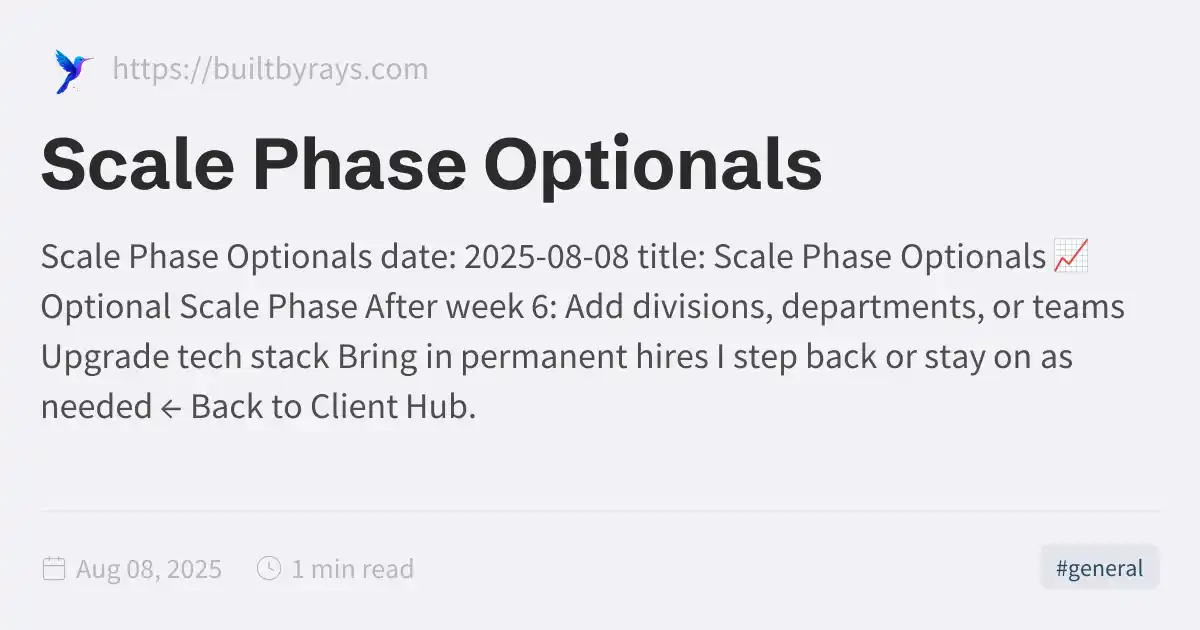 https://builtbyrays.com
Scale Phase Optionals
Scale Phase Optionals date: 2025-08-08 title: Scale Phase Optionals 📈
Optional Scale Phase After week 6: Add divisions, departments, or teams
Upgrade tech stack Bring in permanent hires I step back or stay on as
needed ← Back to Client Hub.
Aug 08, 2025
1 min read
#general